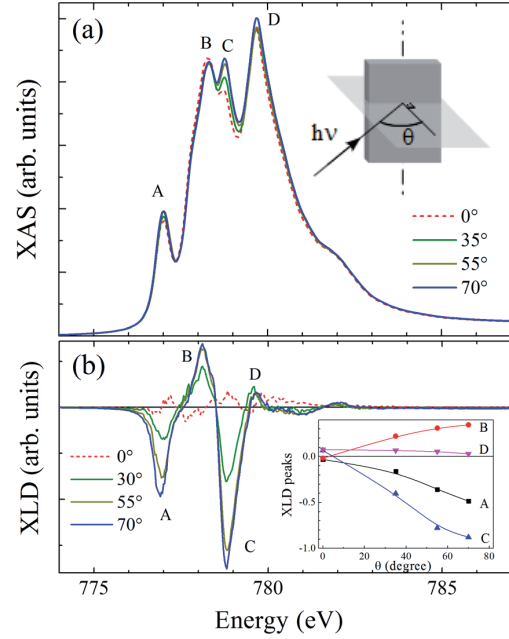 (a)
XAS (arb. units)
A
B
C
D
hν
θ
0°
35°
55°
70°
(b)
XLD (arb. units)
B
D
A
C
0°
30°
55°
70°
XLD peaks
0.0
-0.5
-1.0
B
D
A
C
0 20 40 60 80
θ (degree)
775 780 785
Energy (eV)